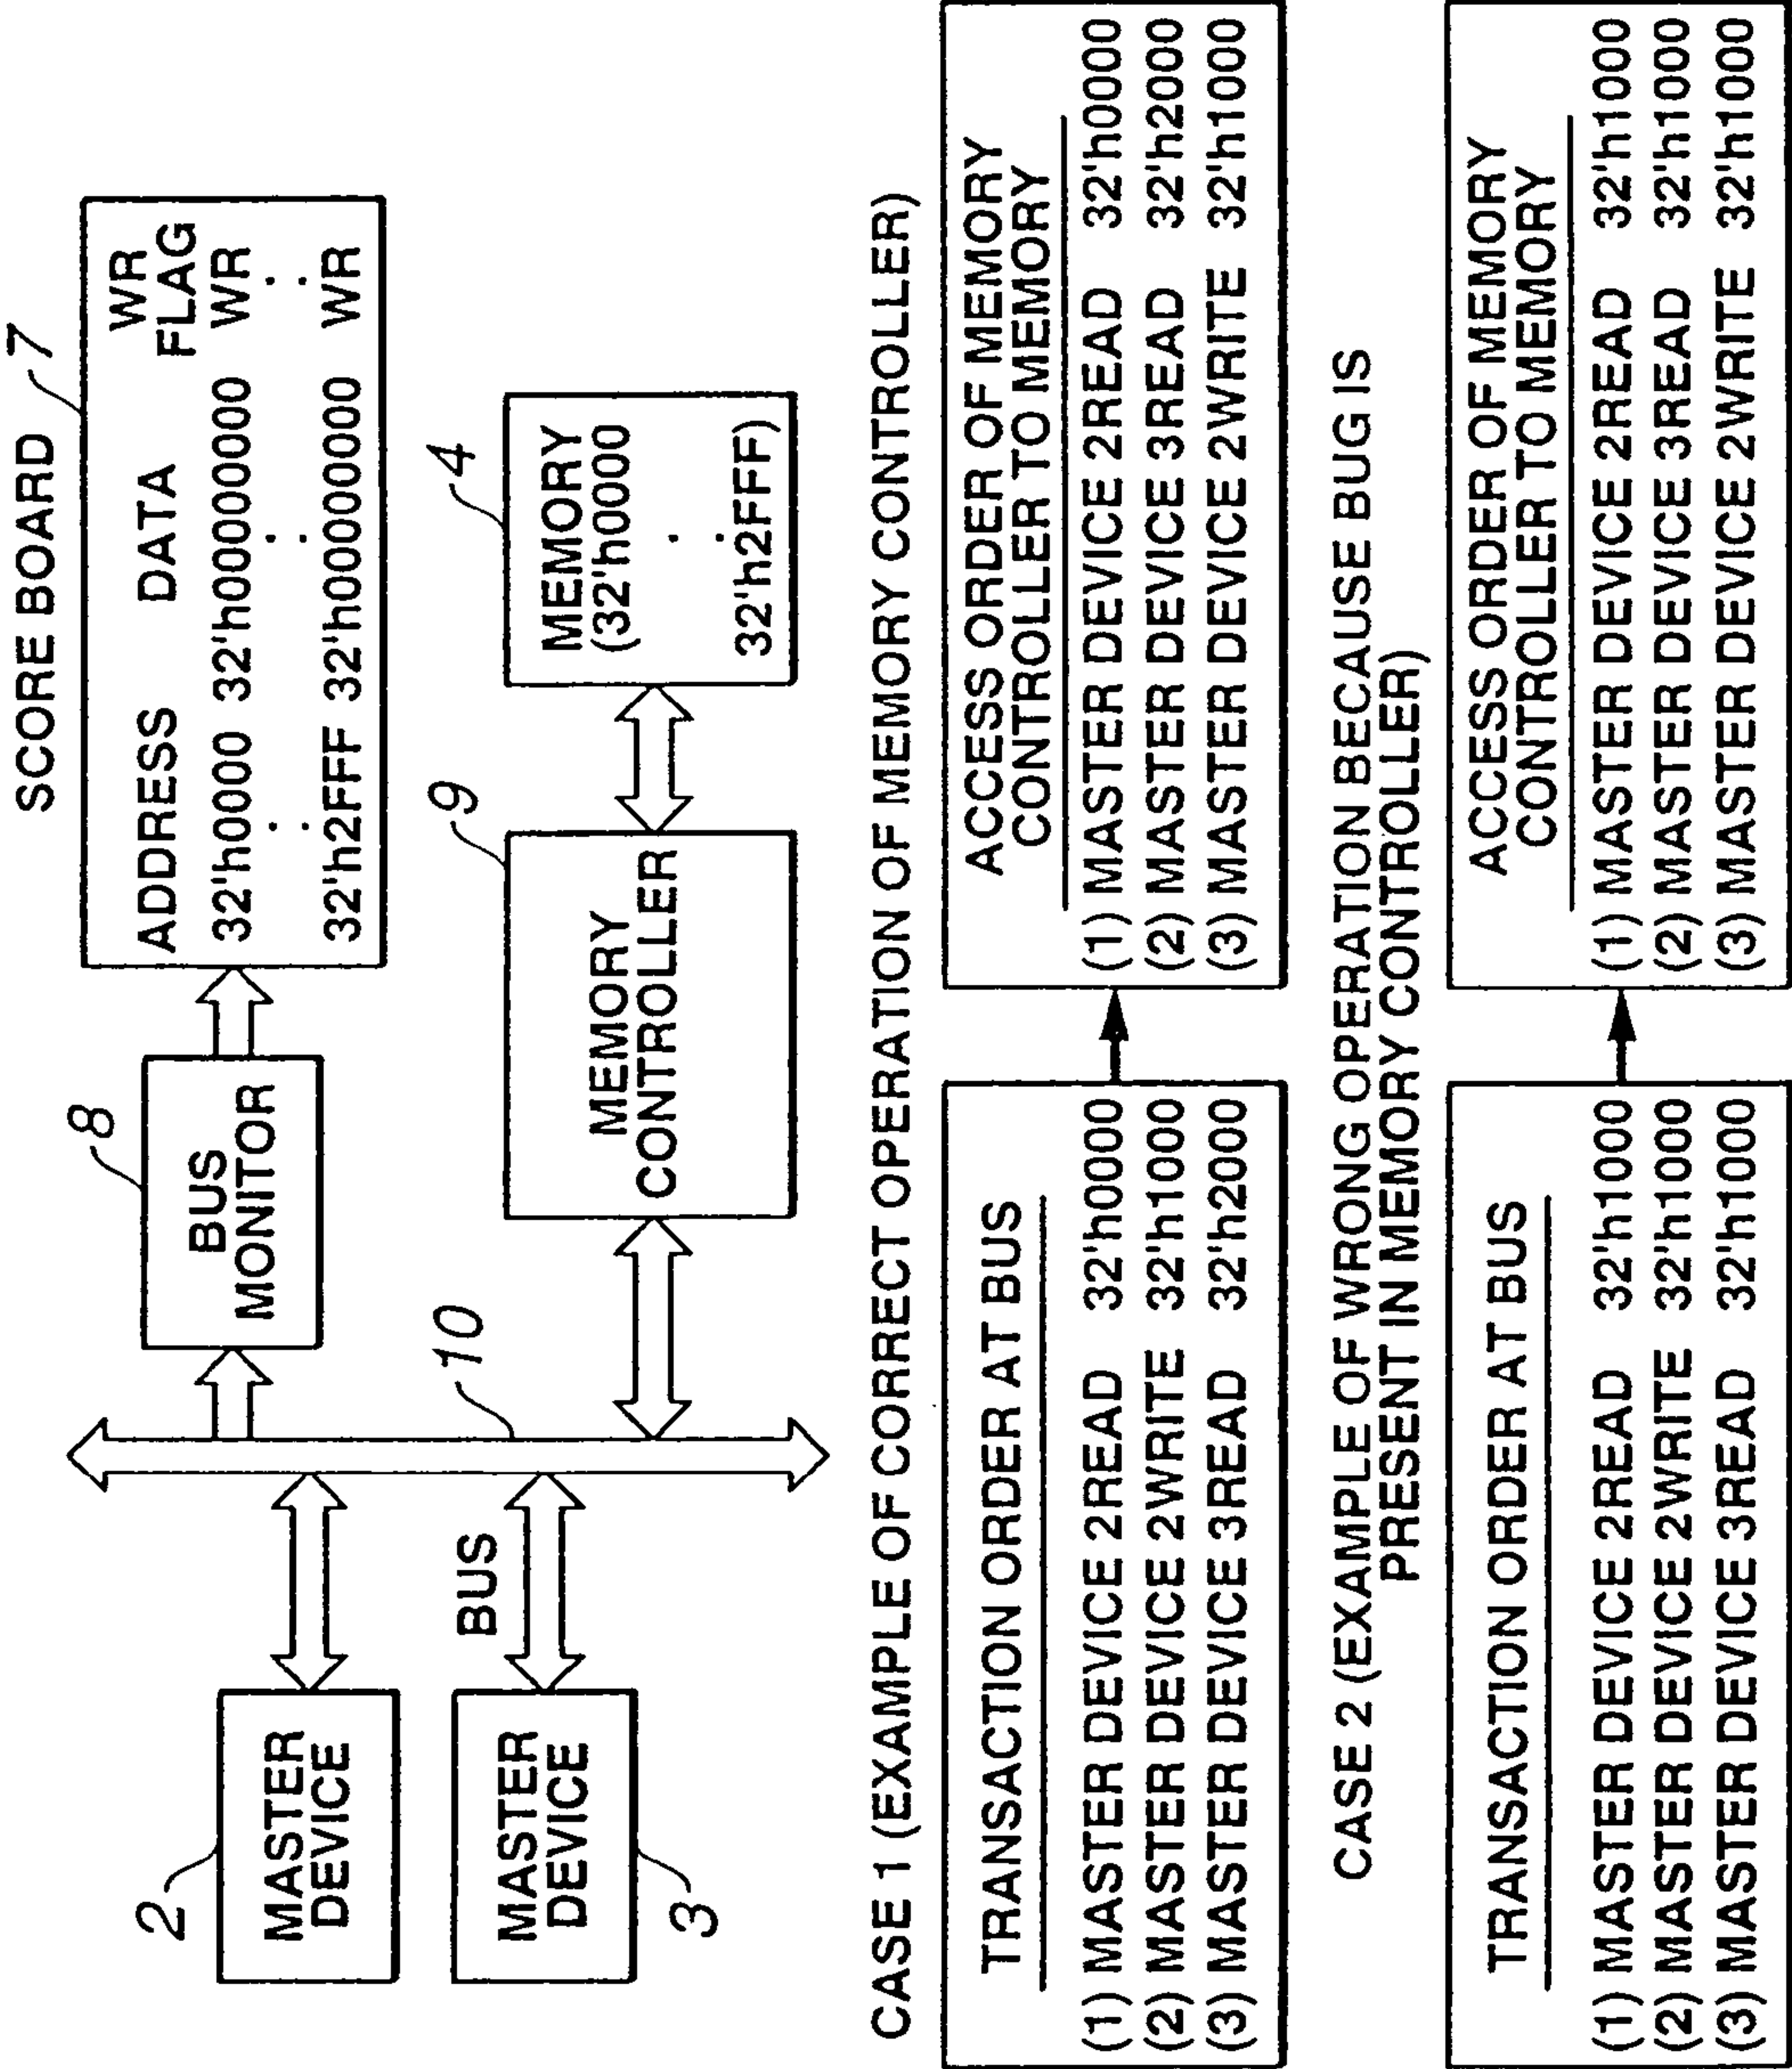 SCORE BOARD 7
ADDRESS DATA WR
FLAG
32'h0000 32'h00000000 WR
: : :
32'h2FFF 32'h00000000 WR
8
BUS
MONITOR
2
MASTER
DEVICE
10
9
MEMORY
CONTROLLER
4
MEMORY
(32'h0000
:
32'h2FFF)
BUS
MASTER
DEVICE
3
CASE 1 (EXAMPLE OF CORRECT OPERATION OF MEMORY CONTROLLER)
TRANSACTION ORDER AT BUS
(1) MASTER DEVICE 2READ 32'h0000
(2) MASTER DEVICE 2WRITE 32'h1000
(3) MASTER DEVICE 3READ 32'h2000
ACCESS ORDER OF MEMORY
CONTROLLER TO MEMORY
(1) MASTER DEVICE 2READ 32'h0000
(2) MASTER DEVICE 3READ 32'h2000
(3) MASTER DEVICE 2WRITE 32'h1000
CASE 2 (EXAMPLE OF WRONG OPERATION BECAUSE BUG IS
PRESENT IN MEMORY CONTROLLER)
TRANSACTION ORDER AT BUS
(1) MASTER DEVICE 2READ 32'h1000
(2) MASTER DEVICE 2WRITE 32'h1000
(3) MASTER DEVICE 3READ 32'h1000
ACCESS ORDER OF MEMORY
CONTROLLER TO MEMORY
(1) MASTER DEVICE 2READ 32'h1000
(2) MASTER DEVICE 3READ 32'h1000
(3) MASTER DEVICE 2WRITE 32'h1000